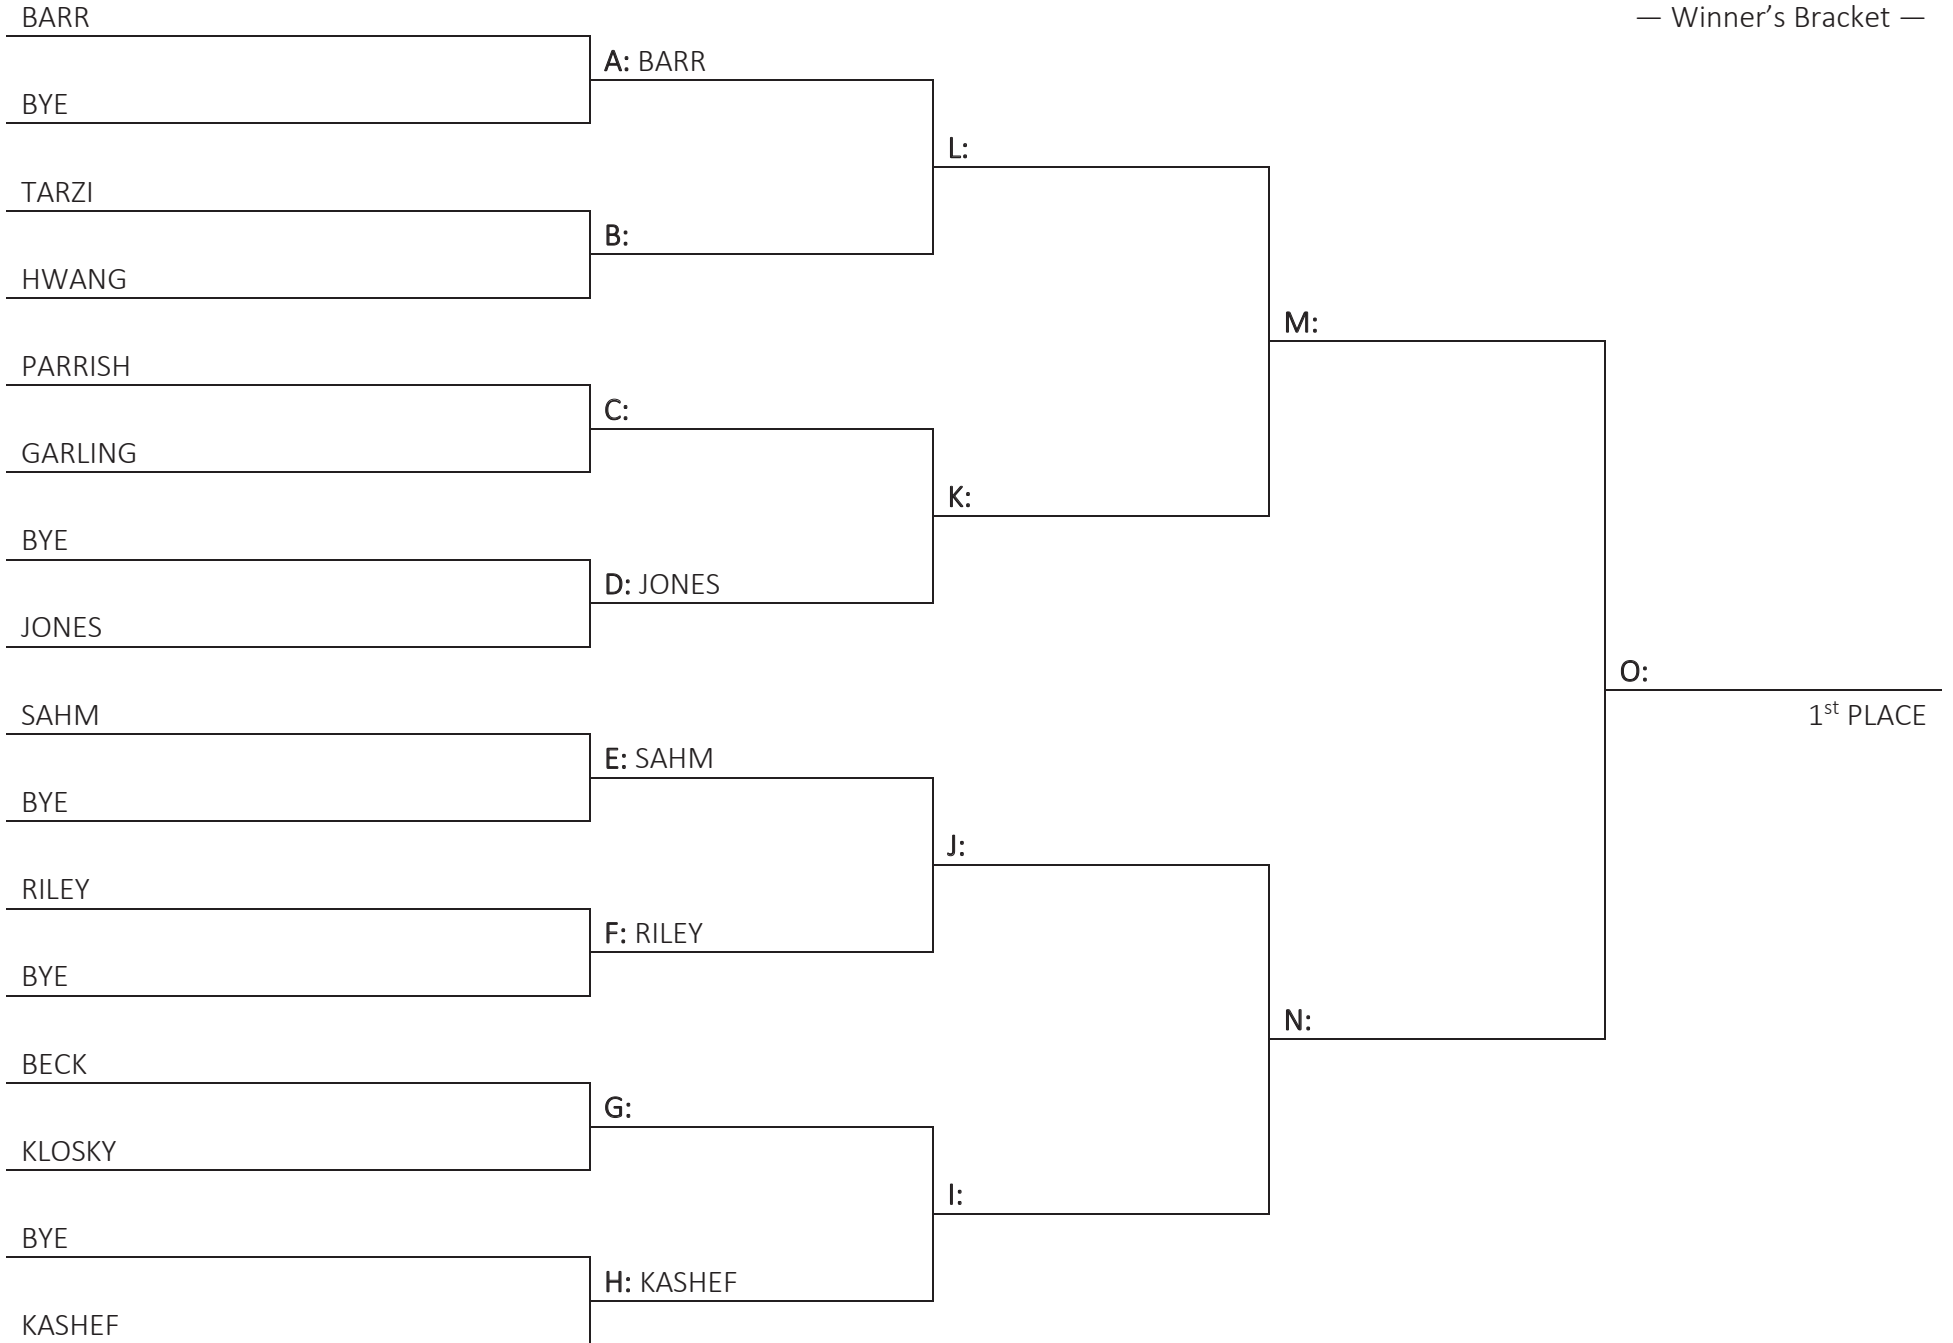 BARR
— Winner’s Bracket —
A: BARR
BYE
L:
TARZI
B:
HWANG
M:
PARRISH
C:
GARLING
K:
BYE
D: JONES
JONES
O:
SAHM
1st PLACE
E: SAHM
BYE
J:
RILEY
F: RILEY
BYE
N:
BECK
G:
KLOSKY
I:
BYE
H: KASHEF
KASHEF